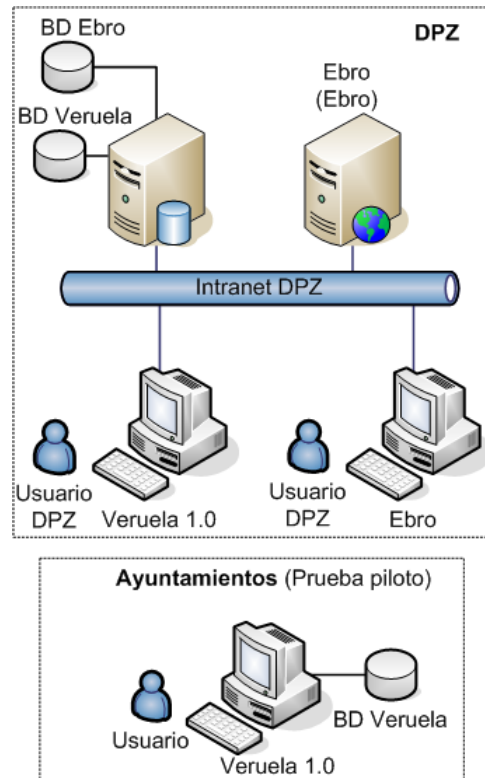 BD Ebro
DPZ
Ebro
(Ebro)
BD Veruela
Intranet DPZ
Usuario
DPZ
Veruela 1.0
Usuario
DPZ
Ebro
Ayuntamientos (Prueba piloto)
Usuario
BD Veruela
Veruela 1.0